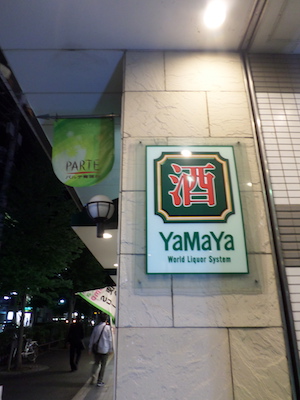 PARTE
酒
YaMaYa
World Liquor System